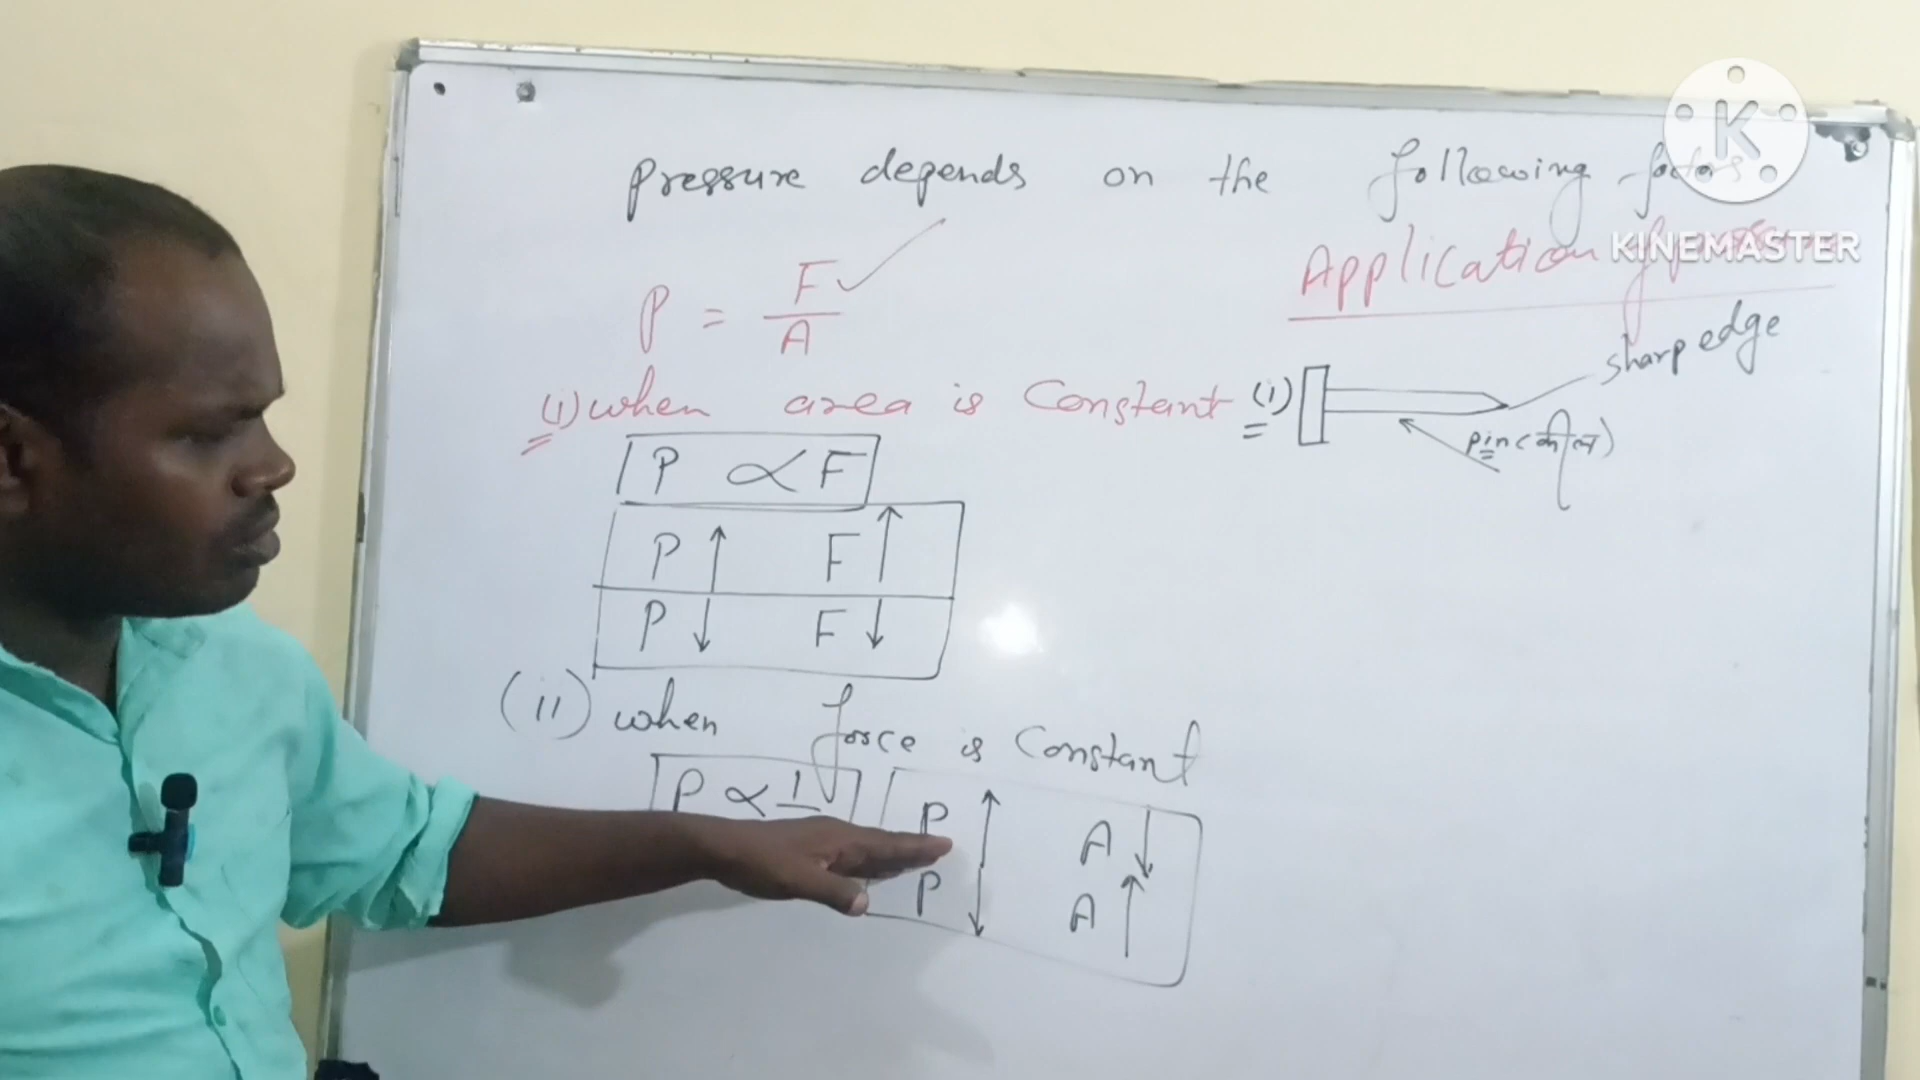 Pressure depends on the following factors
P = F/A
(i) when area is Constant
P ∝ F
P ↑ F ↑
P ↓ F ↓
(ii) when force is Constant
P ∝ 1
P ↑ A ↓
P ↓ A ↑
Application of
(i)
sharp edge
pin
K
KINEMASTER